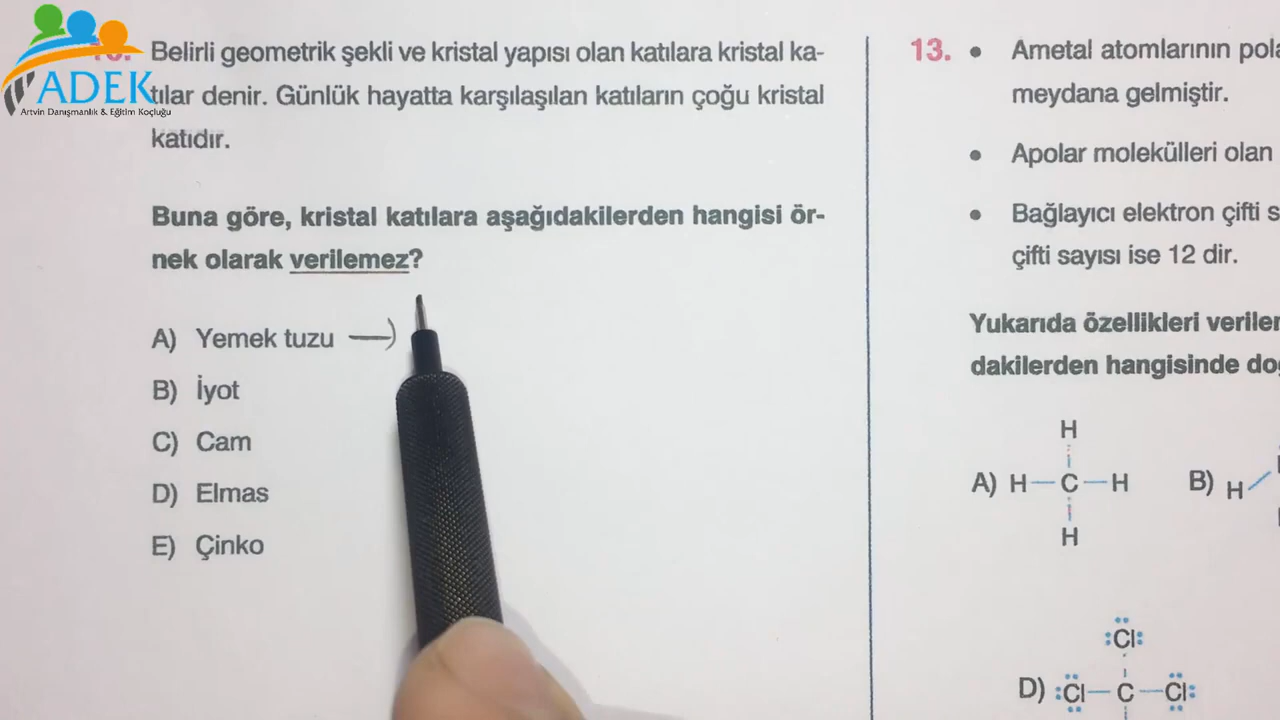 ADEK
Artvin Danışmanlık & Eğitim Koçluğu
Belirli geometrik şekli ve kristal yapısı olan katılara kristal ka-
tılar denir. Günlük hayatta karşılaşılan katıların çoğu kristal
katıdır.
Buna göre, kristal katılara aşağıdakilerden hangisi ör-
nek olarak verilemez?
A) Yemek tuzu
B) İyot
C) Cam
D) Elmas
E) Çinko
13. • Ametal atomlarının pola
meydana gelmiştir.
• Apolar molekülleri olan
• Bağlayıcı elektron çifti s
çifti sayısı ise 12 dir.
Yukarıda özellikleri verilen
dakilerden hangisinde doğ
H
A) H—C—H B) H
H
:Cl:
D) :Cl—C—Cl: